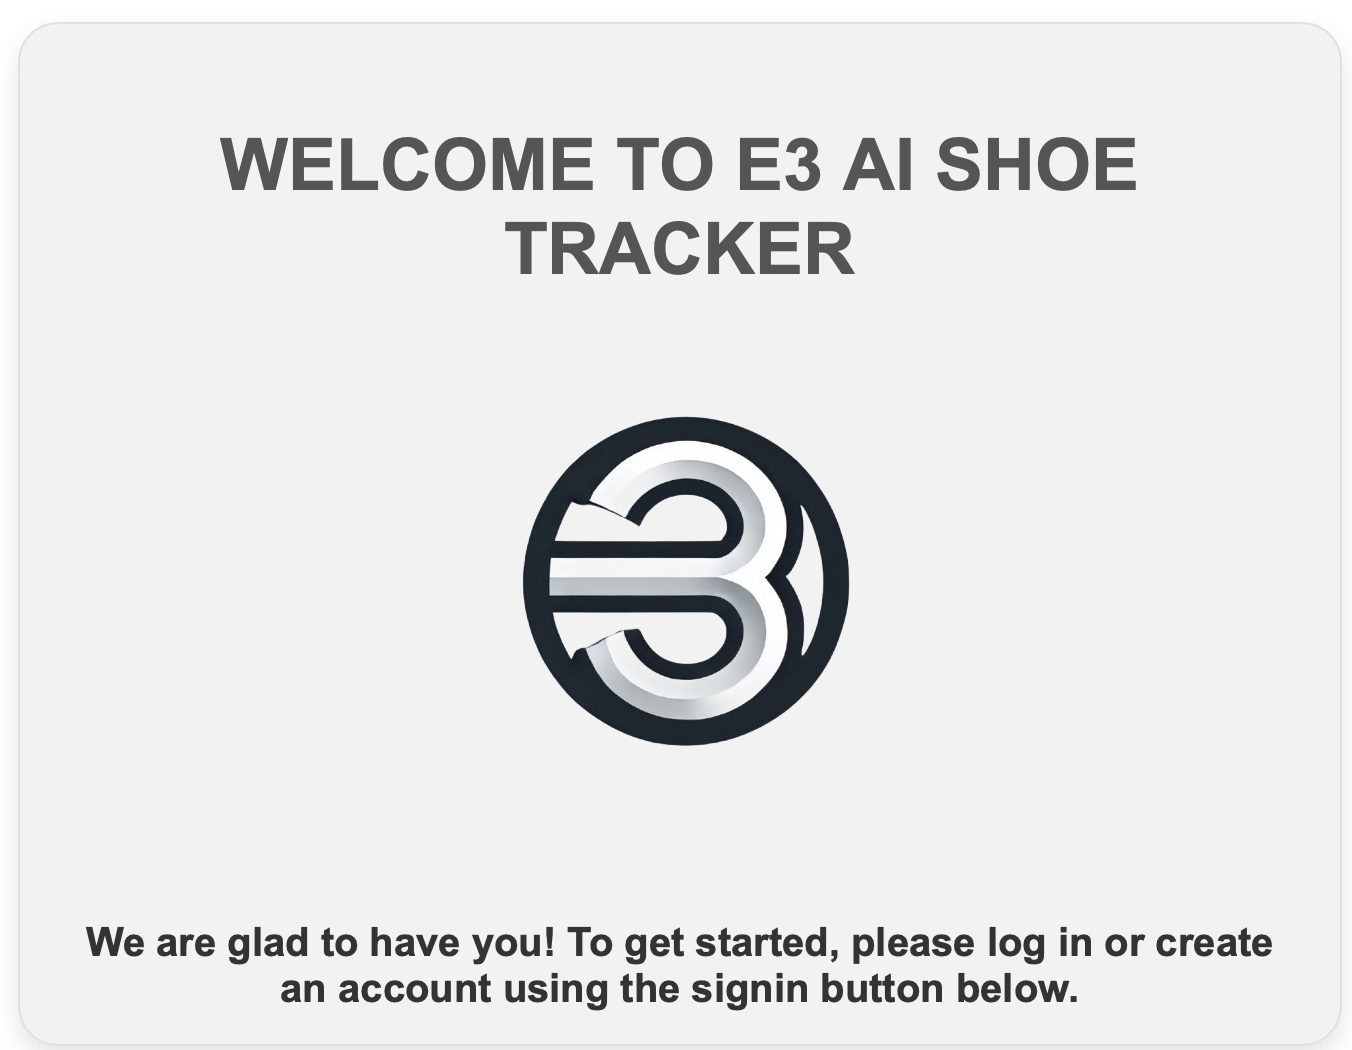 WELCOME TO E3 AI SHOE
TRACKER
3
We are glad to have you! To get started, please log in or create
an account using the signin button below.